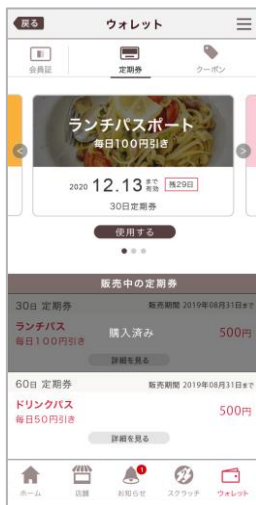 戻る
ウォレット
会員証
定期券
クーポン
ランチパスポート
毎日100円引き
2020 12.13 まで有効 残29日
30日定期券
使用する
販売中の定期券
30日 定期券 販売期間 2019年08月31日まで
ランチパス
毎日100円引き
購入済み
500円
詳細を見る
60日 定期券 販売期間 2019年08月31日まで
ドリンクパス
毎日50円引き
500円
詳細を見る
ホーム
店舗
お知らせ
スクラッチ
ウォレット